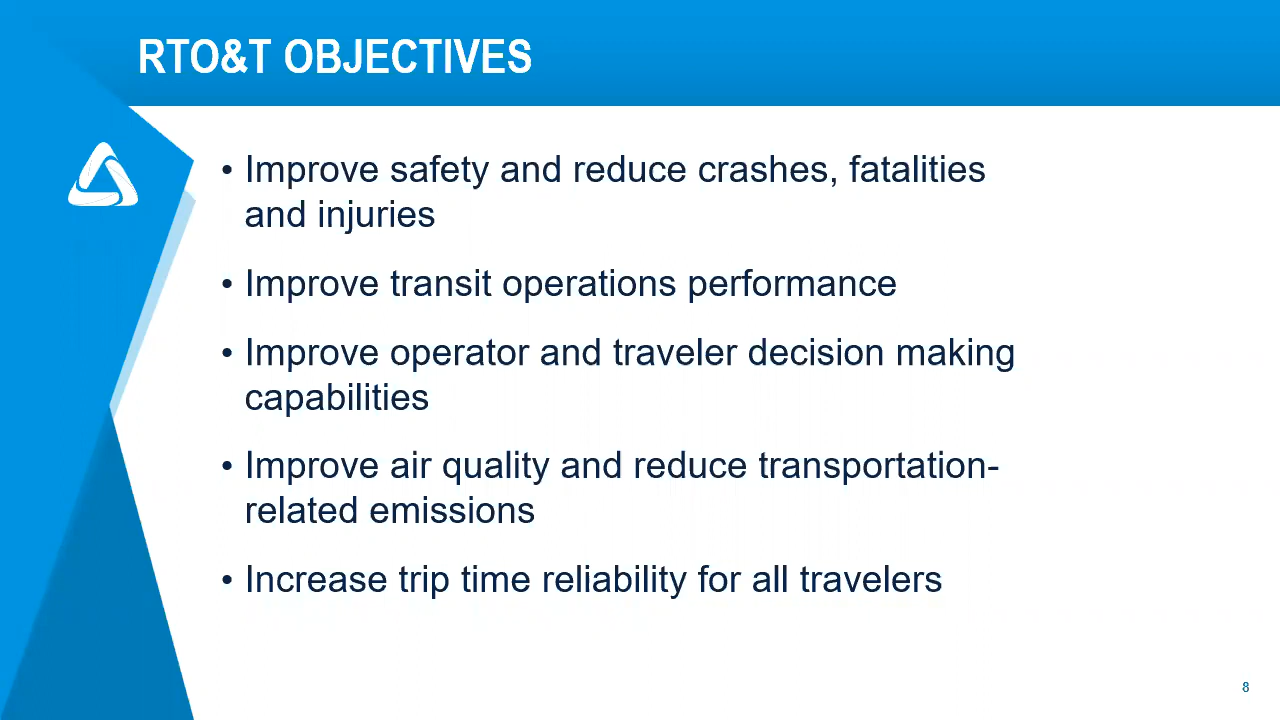 RTO&T OBJECTIVES
• Improve safety and reduce crashes, fatalities
and injuries
• Improve transit operations performance
• Improve operator and traveler decision making
capabilities
• Improve air quality and reduce transportation-
related emissions
• Increase trip time reliability for all travelers
8